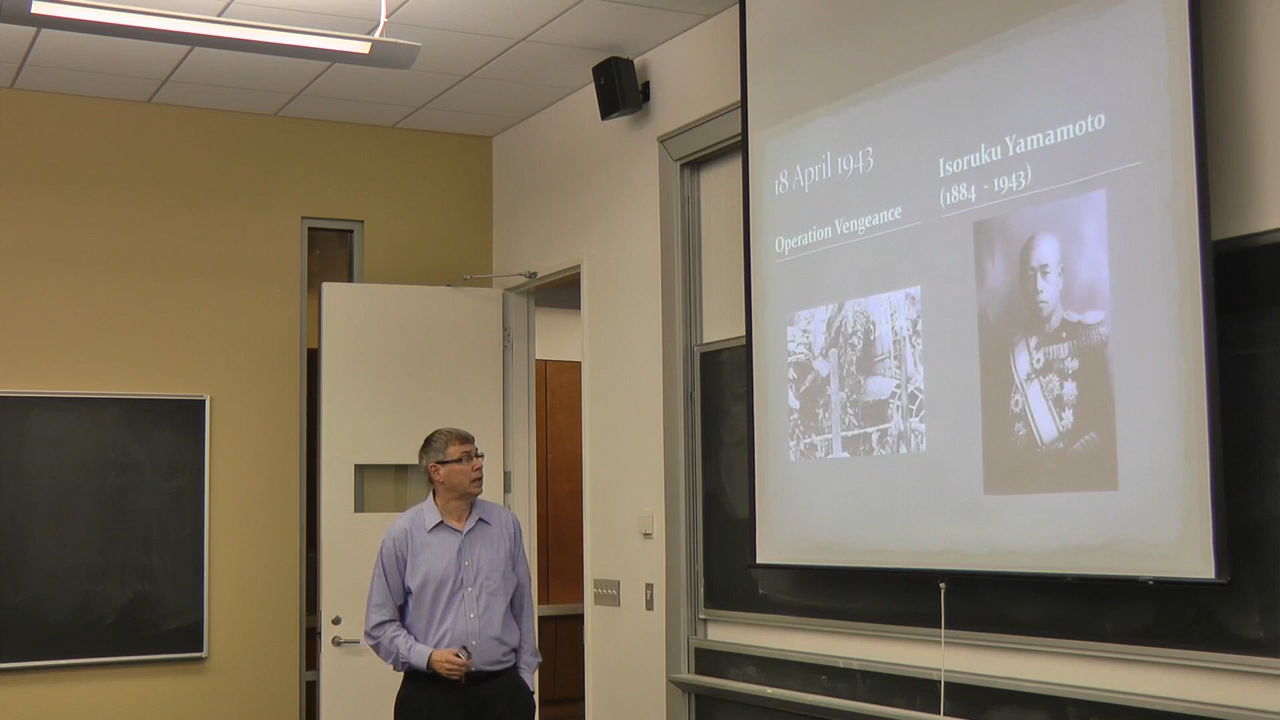 18 April 1943
Operation Vengeance
Isoruku Yamamoto
(1884 - 1943)